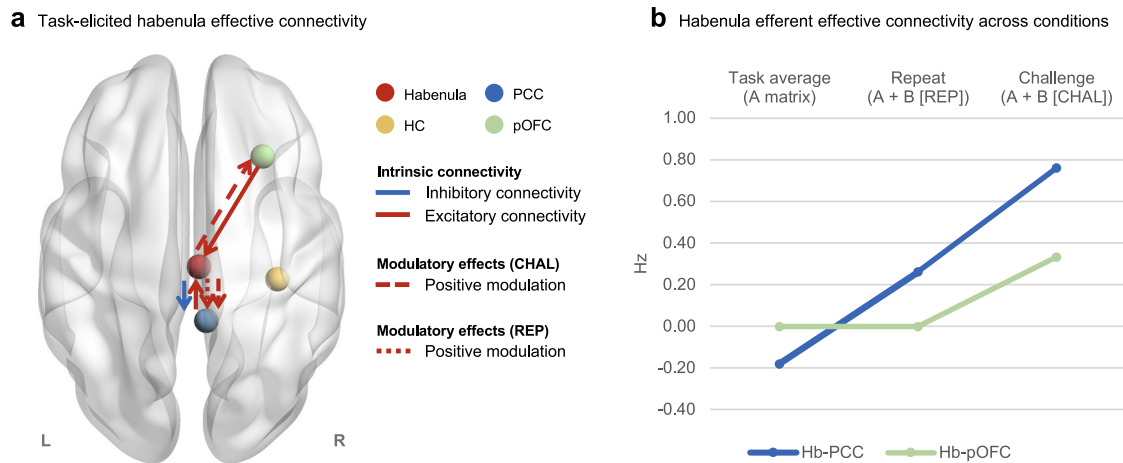 a Task-elicited habenula effective connectivity
Habenula
PCC
HC
pOFC
Intrinsic connectivity
Inhibitory connectivity
Excitatory connectivity
Modulatory effects (CHAL)
Positive modulation
Modulatory effects (REP)
Positive modulation
L
R
b Habenula efferent effective connectivity across conditions
Task average
(A matrix)
Repeat
(A + B [REP])
Challenge
(A + B [CHAL])
1.00
0.80
0.60
0.40
0.20
0.00
-0.20
-0.40
Hz
Hb-PCC
Hb-pOFC